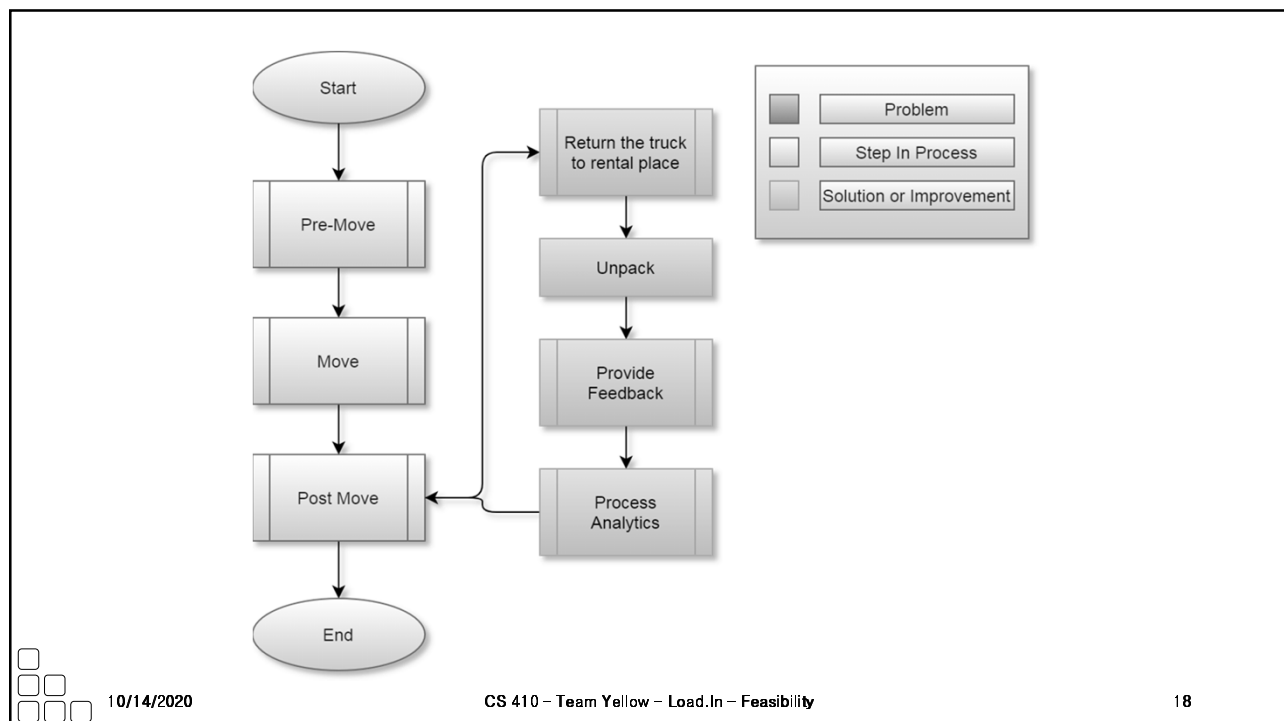 Start
Pre-Move
Move
Post Move
End
Return the truck
to rental place
Unpack
Provide
Feedback
Process
Analytics
Problem
Step In Process
Solution or Improvement
10/14/2020
CS 410 – Team Yellow – Load.In – Feasibility
18